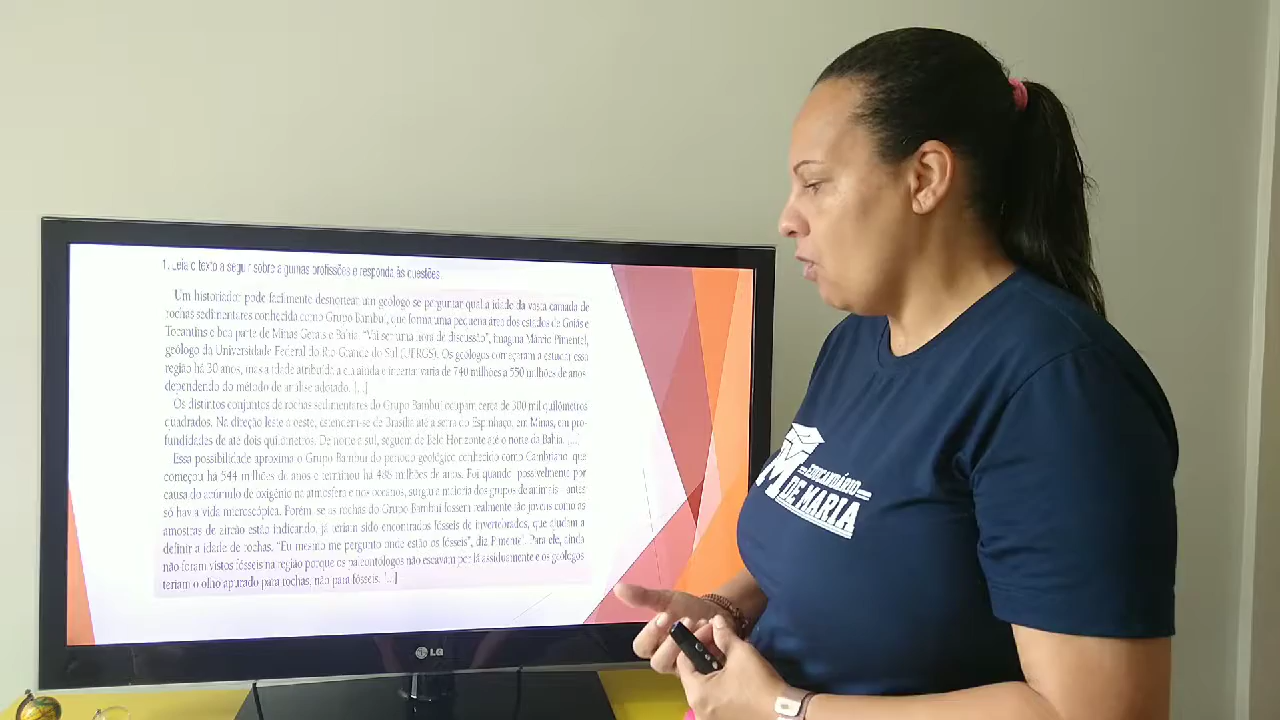 1. Leia o texto a seguir sobre algumas profissões e responda às questões.
Um historiador pode facilmente desnortear um geólogo se perguntar qual a idade da vasta camada de
rochas sedimentares conhecida como Grupo Bambuí, que forma uma pequena área dos estados de Goiás e
Tocantins e boa parte de Minas Gerais e Bahia. "Vai ser uma hora de discussão", imagina Márcio Pimentel,
geólogo da Universidade Federal do Rio Grande do Sul (UFRGS). Os geólogos começaram a estudar essa
região há 30 anos, mas a idade atribuída a ela ainda é incerta: varia de 740 milhões a 550 milhões de anos,
dependendo do método de análise adotado. [...]
Os distintos conjuntos de rochas sedimentares do Grupo Bambuí ocupam cerca de 300 mil quilômetros
quadrados. Na direção leste a oeste, estendem-se de Brasília até a serra do Espinhaço, em Minas, em pro-
fundidades de até dois quilômetros. De norte a sul, seguem de Belo Horizonte até o norte da Bahia. [...]
Essa possibilidade aproxima o Grupo Bambuí do período geológico conhecido como Cambriano, que
começou há 544 milhões de anos e terminou há 488 milhões de anos. Foi quando, possivelmente por
causa do acúmulo de oxigênio na atmosfera e nos oceanos, surgiu a maioria dos grupos de animais – antes
só havia vida microscópica. Porém, se as rochas do Grupo Bambuí fossem realmente tão jovens como as
amostras de zircão estão indicando, já teriam sido encontrados fósseis de invertebrados, que ajudam a
definir a idade de rochas. "Eu mesmo me pergunto onde estão os fósseis", diz Pimentel. Para ele, ainda
não foram vistos fósseis na região porque os paleontólogos não escavam por lá assiduamente e os geólogos
teriam o olho apurado para rochas, não para fósseis. [...]
LG
EDUCANDÁRIO
DE MARIA